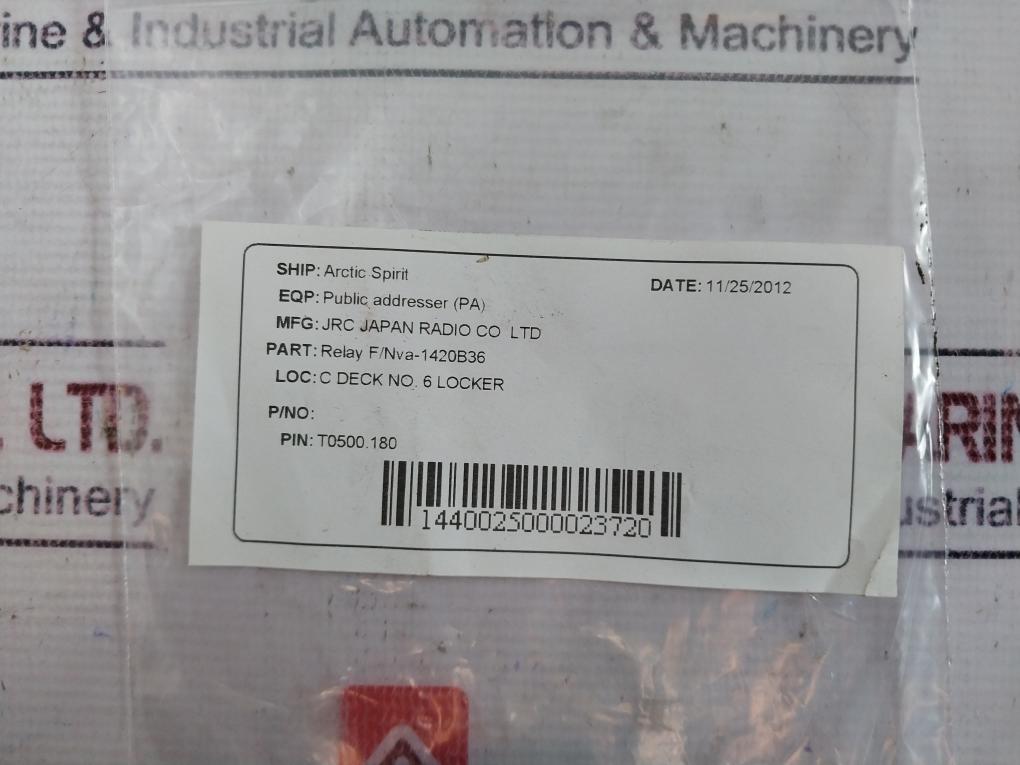 ine & Industrial Automation & Machinery
SHIP: Arctic Spirit
DATE: 11/25/2012
EQP: Public addresser (PA)
MFG: JRC JAPAN RADIO CO LTD
PART: Relay F/Nva-1420B36
LOC: C DECK NO. 6 LOCKER
P/NO:
PIN: T0500.180
1440025000023720
. LTD.
ARIN
chinery
ustrial